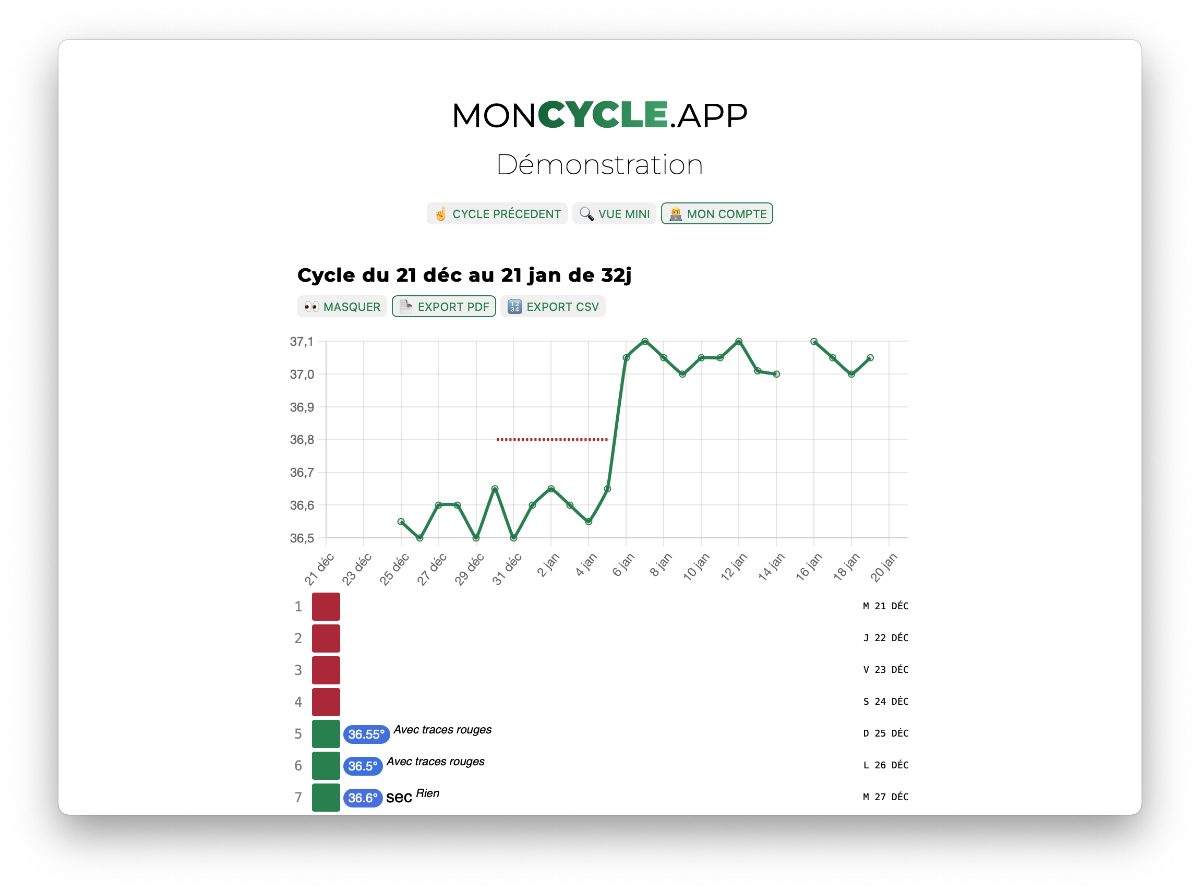 MONCYCLE.APP
Démonstration
☝️ CYCLE PRÉCEDENT 🔍 VUE MINI 👩‍💻 MON COMPTE
Cycle du 21 déc au 21 jan de 32j
👀 MASQUER 📄 EXPORT PDF 🔢 EXPORT CSV
37,1
37,0
36,9
36,8
36,7
36,6
36,5
21 déc 23 déc 25 déc 27 déc 29 déc 31 déc 2 jan 4 jan 6 jan 8 jan 10 jan 12 jan 14 jan 16 jan 18 jan 20 jan
1 M 21 DÉC
2 J 22 DÉC
3 V 23 DÉC
4 S 24 DÉC
5 36.55° Avec traces rouges D 25 DÉC
6 36.5° Avec traces rouges L 26 DÉC
7 36.6° sec Rien M 27 DÉC